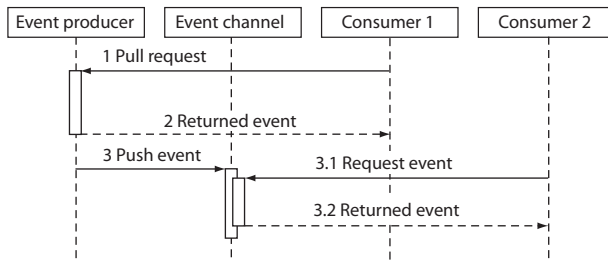 Event producer
Event channel
Consumer 1
Consumer 2
1 Pull request
2 Returned event
3 Push event
3.1 Request event
3.2 Returned event